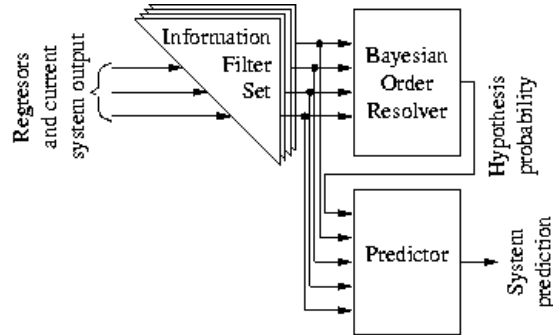 Regresors
and current
system output
Information
Filter
Set
Bayesian
Order
Resolver
Hypothesis
probability
Predictor
System
prediction